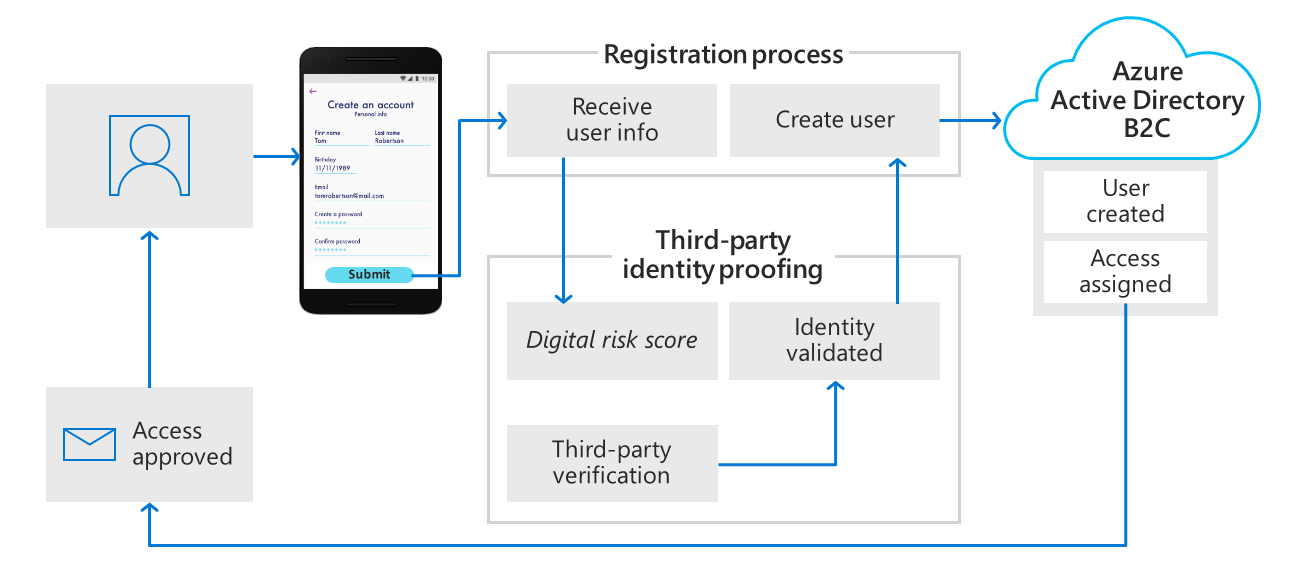 12:30
Create an account
Personal info
First name
Last name
Tom
Robertson
Birthday
11/11/1989
Email
tomrobertson@mail.com
Create a password
Confirm password
Submit
Registration process
Receive
user info
Create user
Azure
Active Directory
B2C
User
created
Access
assigned
Third-party
identity proofing
Digital risk score
Identity
validated
Third-party
verification
Access
approved